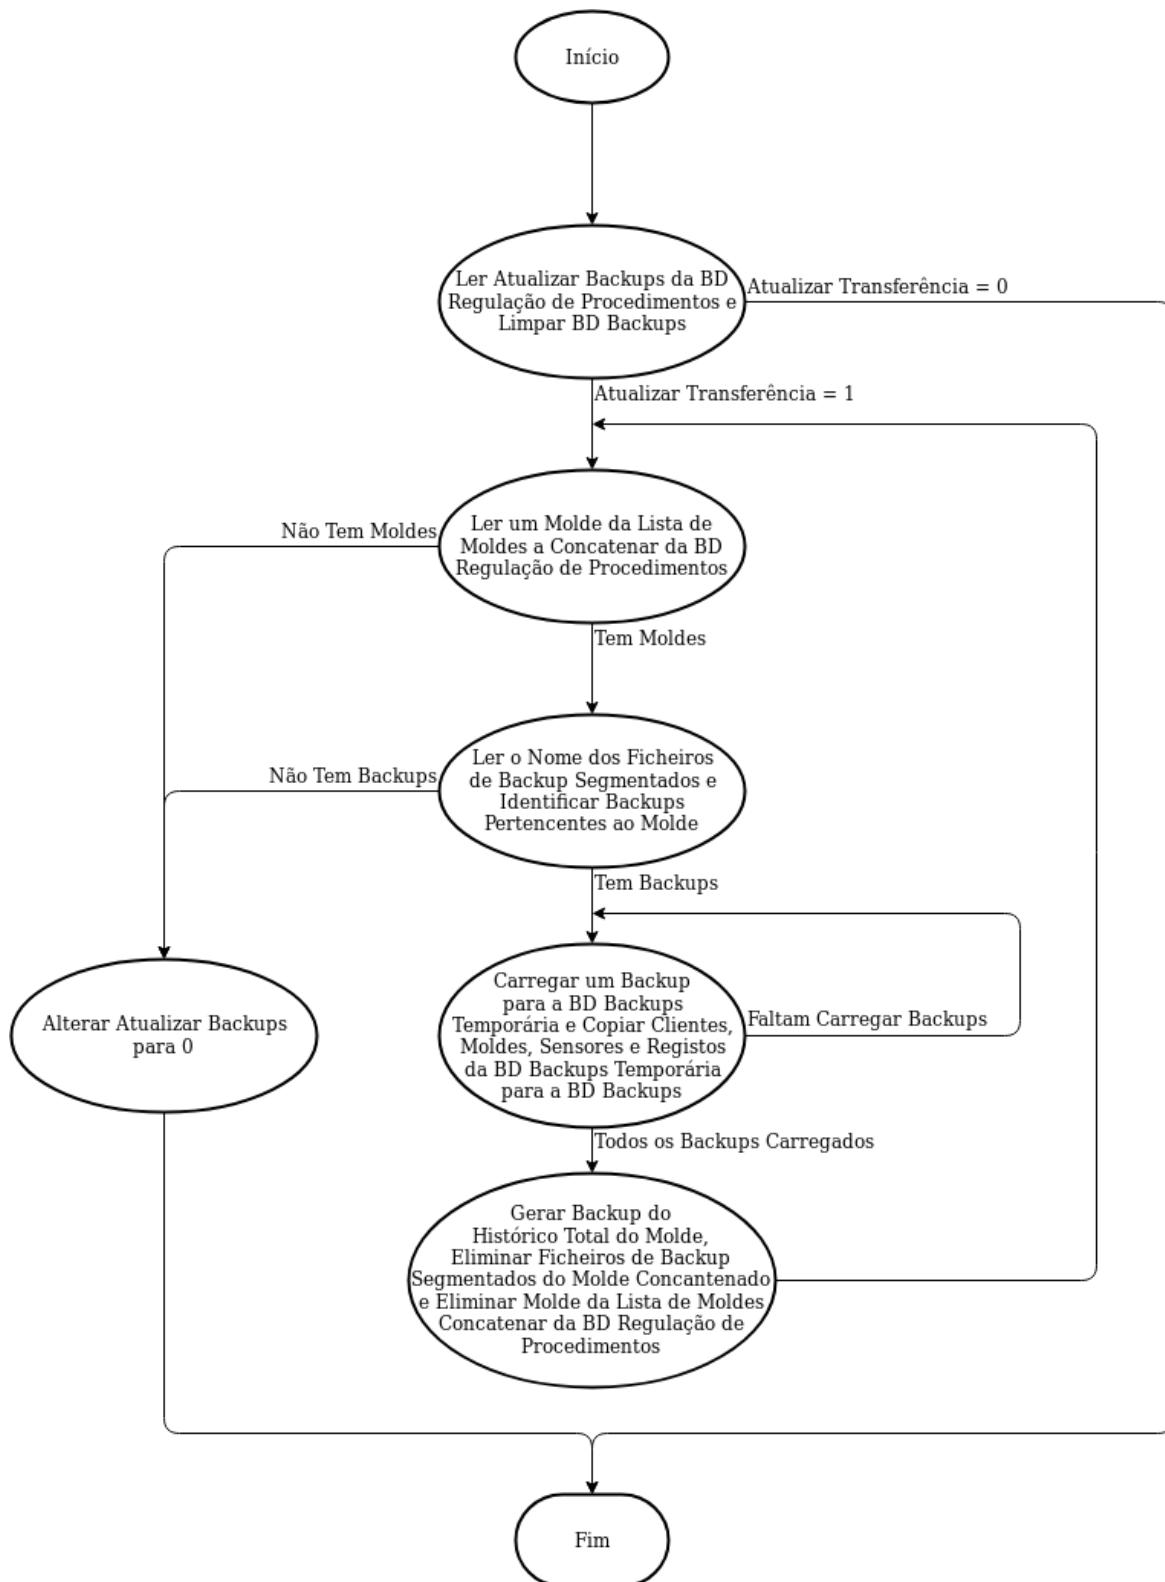 Início
Ler Atualizar Backups da BD
Regulação de Procedimentos e
Limpar BD Backups
Atualizar Transferência = 0
Atualizar Transferência = 1
Ler um Molde da Lista de
Moldes a Concatenar da BD
Regulação de Procedimentos
Não Tem Moldes
Tem Moldes
Ler o Nome dos Ficheiros
de Backup Segmentados e
Identificar Backups
Pertencentes ao Molde
Não Tem Backups
Tem Backups
Carregar um Backup
para a BD Backups
Temporária e Copiar Clientes,
Moldes, Sensores e Registos
da BD Backups Temporária
para a BD Backups
Faltam Carregar Backups
Alterar Atualizar Backups
para 0
Todos os Backups Carregados
Gerar Backup do
Histórico Total do Molde,
Eliminar Ficheiros de Backup
Segmentados do Molde Concantenado
e Eliminar Molde da Lista de Moldes
Concatenar da BD Regulação de
Procedimentos
Fim